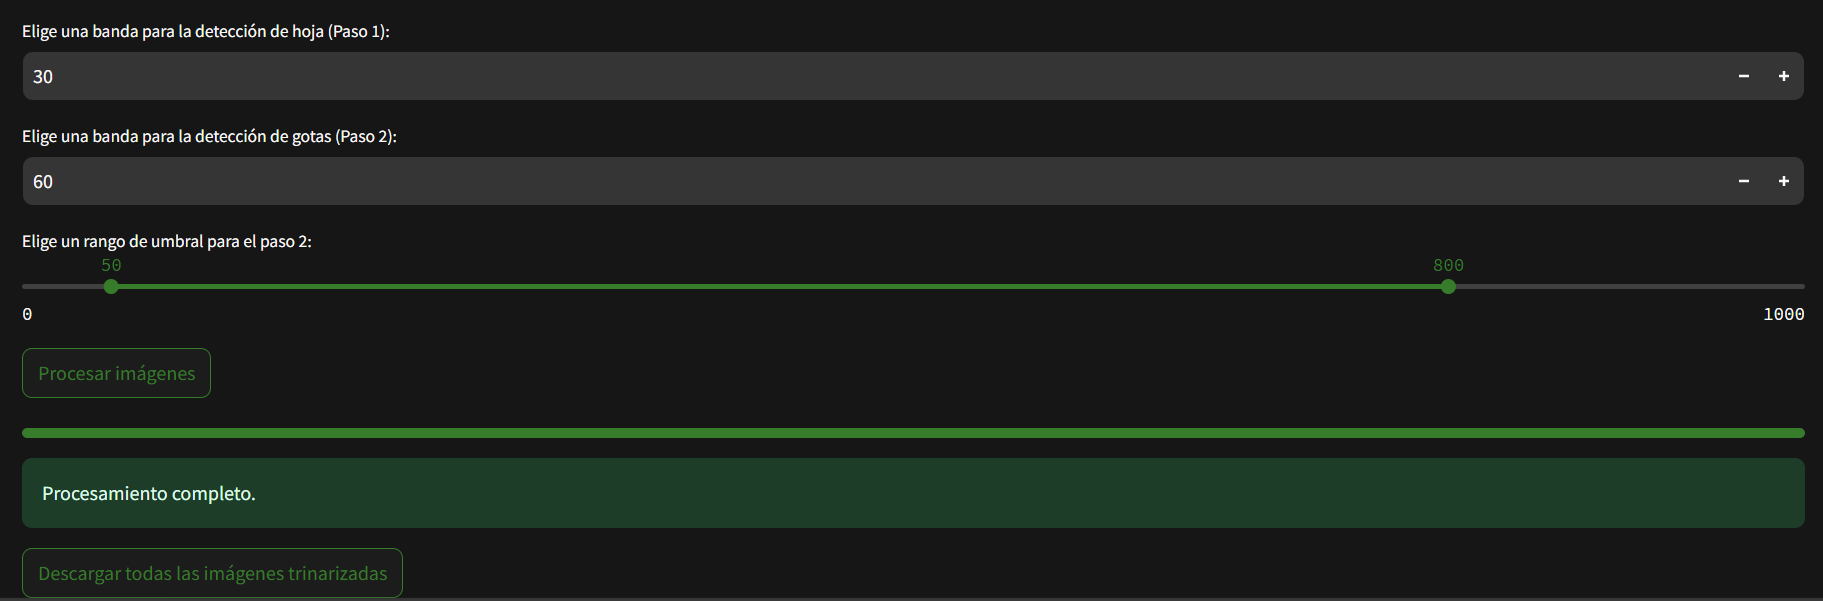 Elige una banda para la detección de hoja (Paso 1):
30
Elige una banda para la detección de gotas (Paso 2):
60
Elige un rango de umbral para el paso 2:
50 800
0 1000
Procesar imágenes
Procesamiento completo.
Descargar todas las imágenes trinarizadas